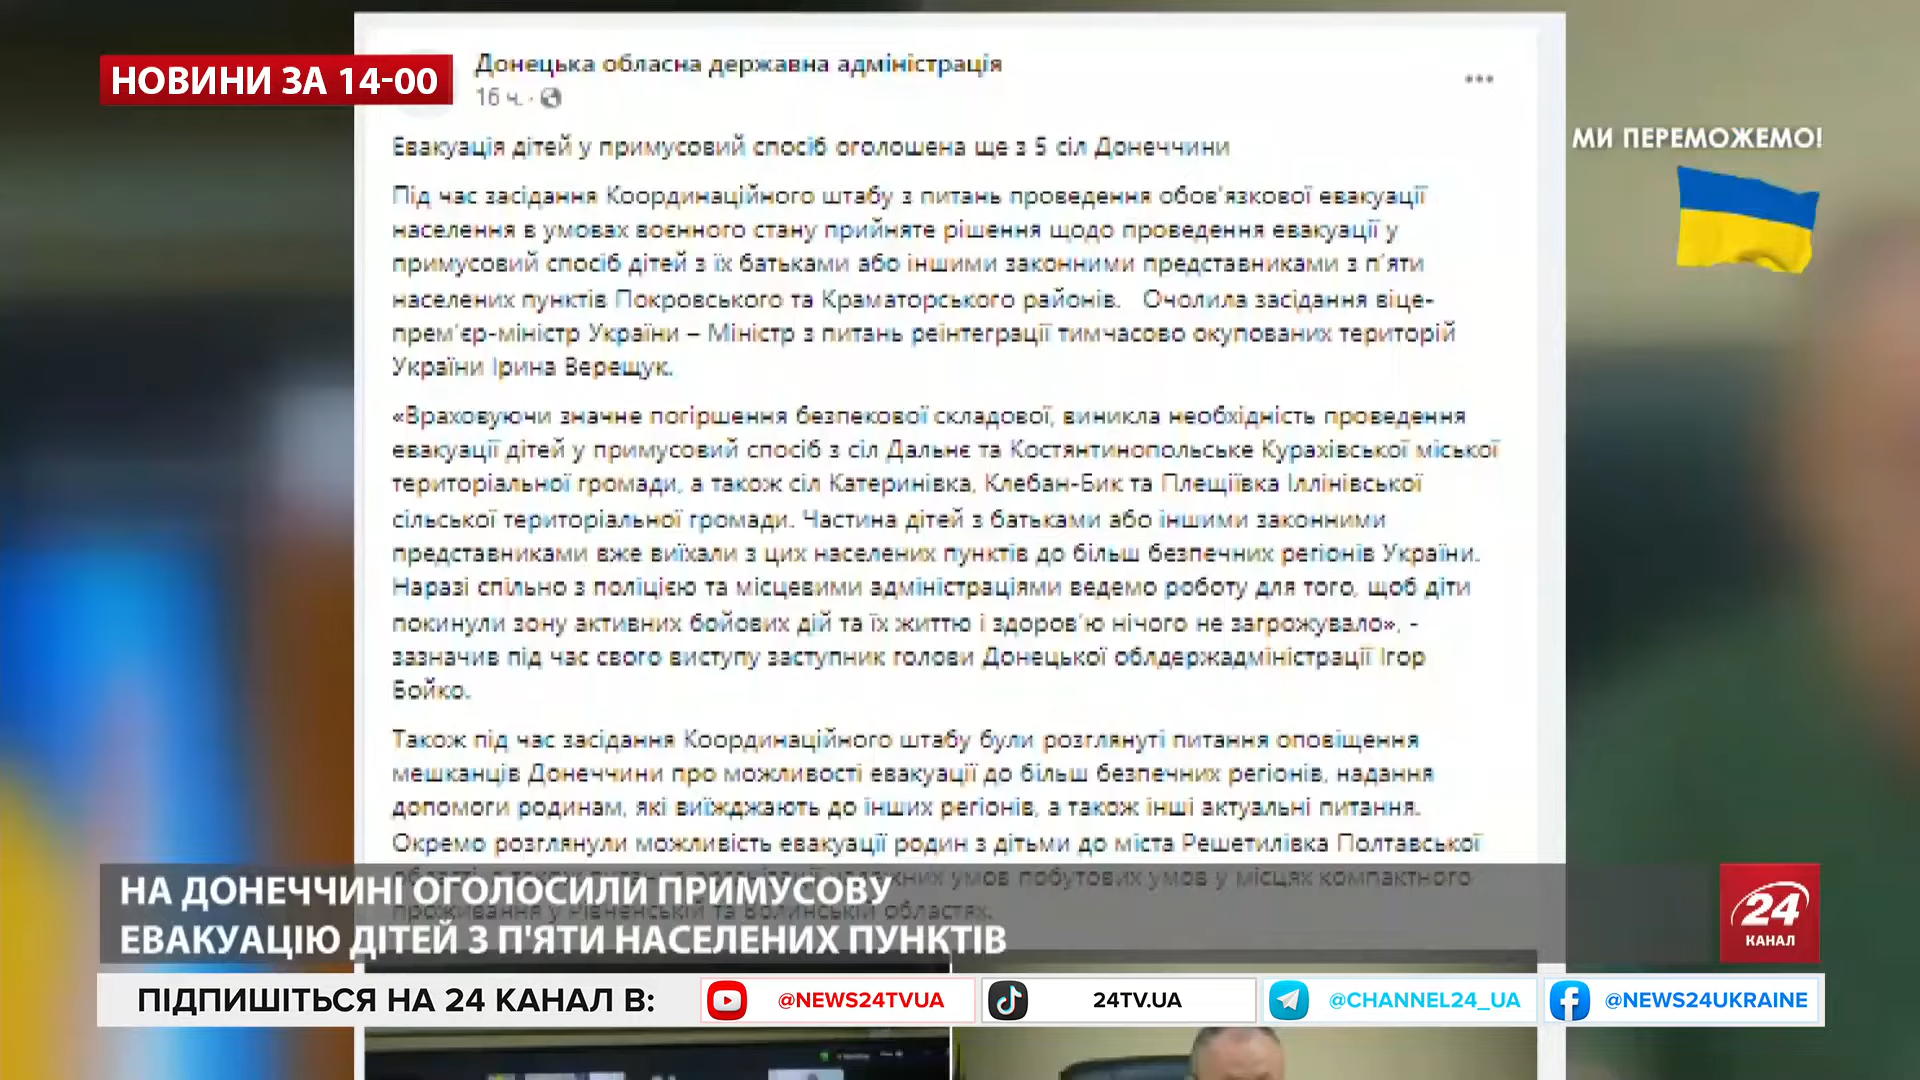 НОВИНИ ЗА 14-00
Донецька обласна державна адміністрація
16 ч. ·
МИ ПЕРЕМОЖЕМО!
Евакуація дітей у примусовий спосіб оголошена ще з 5 сіл Донеччини
Під час засідання Координаційного штабу з питань проведення обов'язкової евакуації
населення в умовах воєнного стану прийняте рішення щодо проведення евакуації у
примусовий спосіб дітей з їх батьками або іншими законними представниками з п'яти
населених пунктів Покровського та Краматорського районів. Очолила засідання віце-
прем'єр-міністр України – Міністр з питань реінтеграції тимчасово окупованих територій
України Ірина Верещук.
«Враховуючи значне погіршення безпекової складової, виникла необхідність проведення
евакуації дітей у примусовий спосіб з сіл Дальнє та Костянтинопольське Курахівської міської
територіальної громади, а також сіл Катеринівка, Клебан-Бик та Плещіївка Іллінівської
сільської територіальної громади. Частина дітей з батьками або іншими законними
представниками вже виїхали з цих населених пунктів до більш безпечних регіонів України.
Наразі спільно з поліцією та місцевими адміністраціями ведемо роботу для того, щоб діти
покинули зону активних бойових дій та їх життю і здоров'ю нічого не загрожувало», -
зазначив під час свого виступу заступник голови Донецької облдержадміністрації Ігор
Бойко.
Також під час засідання Координаційного штабу були розглянуті питання оповіщення
мешканців Донеччини про можливості евакуації до більш безпечних регіонів, надання
допомоги родинам, які виїжджають до інших регіонів, а також інші актуальні питання.
Окремо розглянули можливість евакуації родин з дітьми до міста Решетилівка Полтавської
умов побутових умов у місцях компактного
проживання у Рівненській та Волинській областях.
НА ДОНЕЧЧИНІ ОГОЛОСИЛИ ПРИМУСОВУ
ЕВАКУАЦІЮ ДІТЕЙ З П'ЯТИ НАСЕЛЕНИХ ПУНКТІВ
24
КАНАЛ
ПІДПИШІТЬСЯ НА 24 КАНАЛ В: @NEWS24TVUA 24TV.UA @CHANNEL24_UA @NEWS24UKRAINE